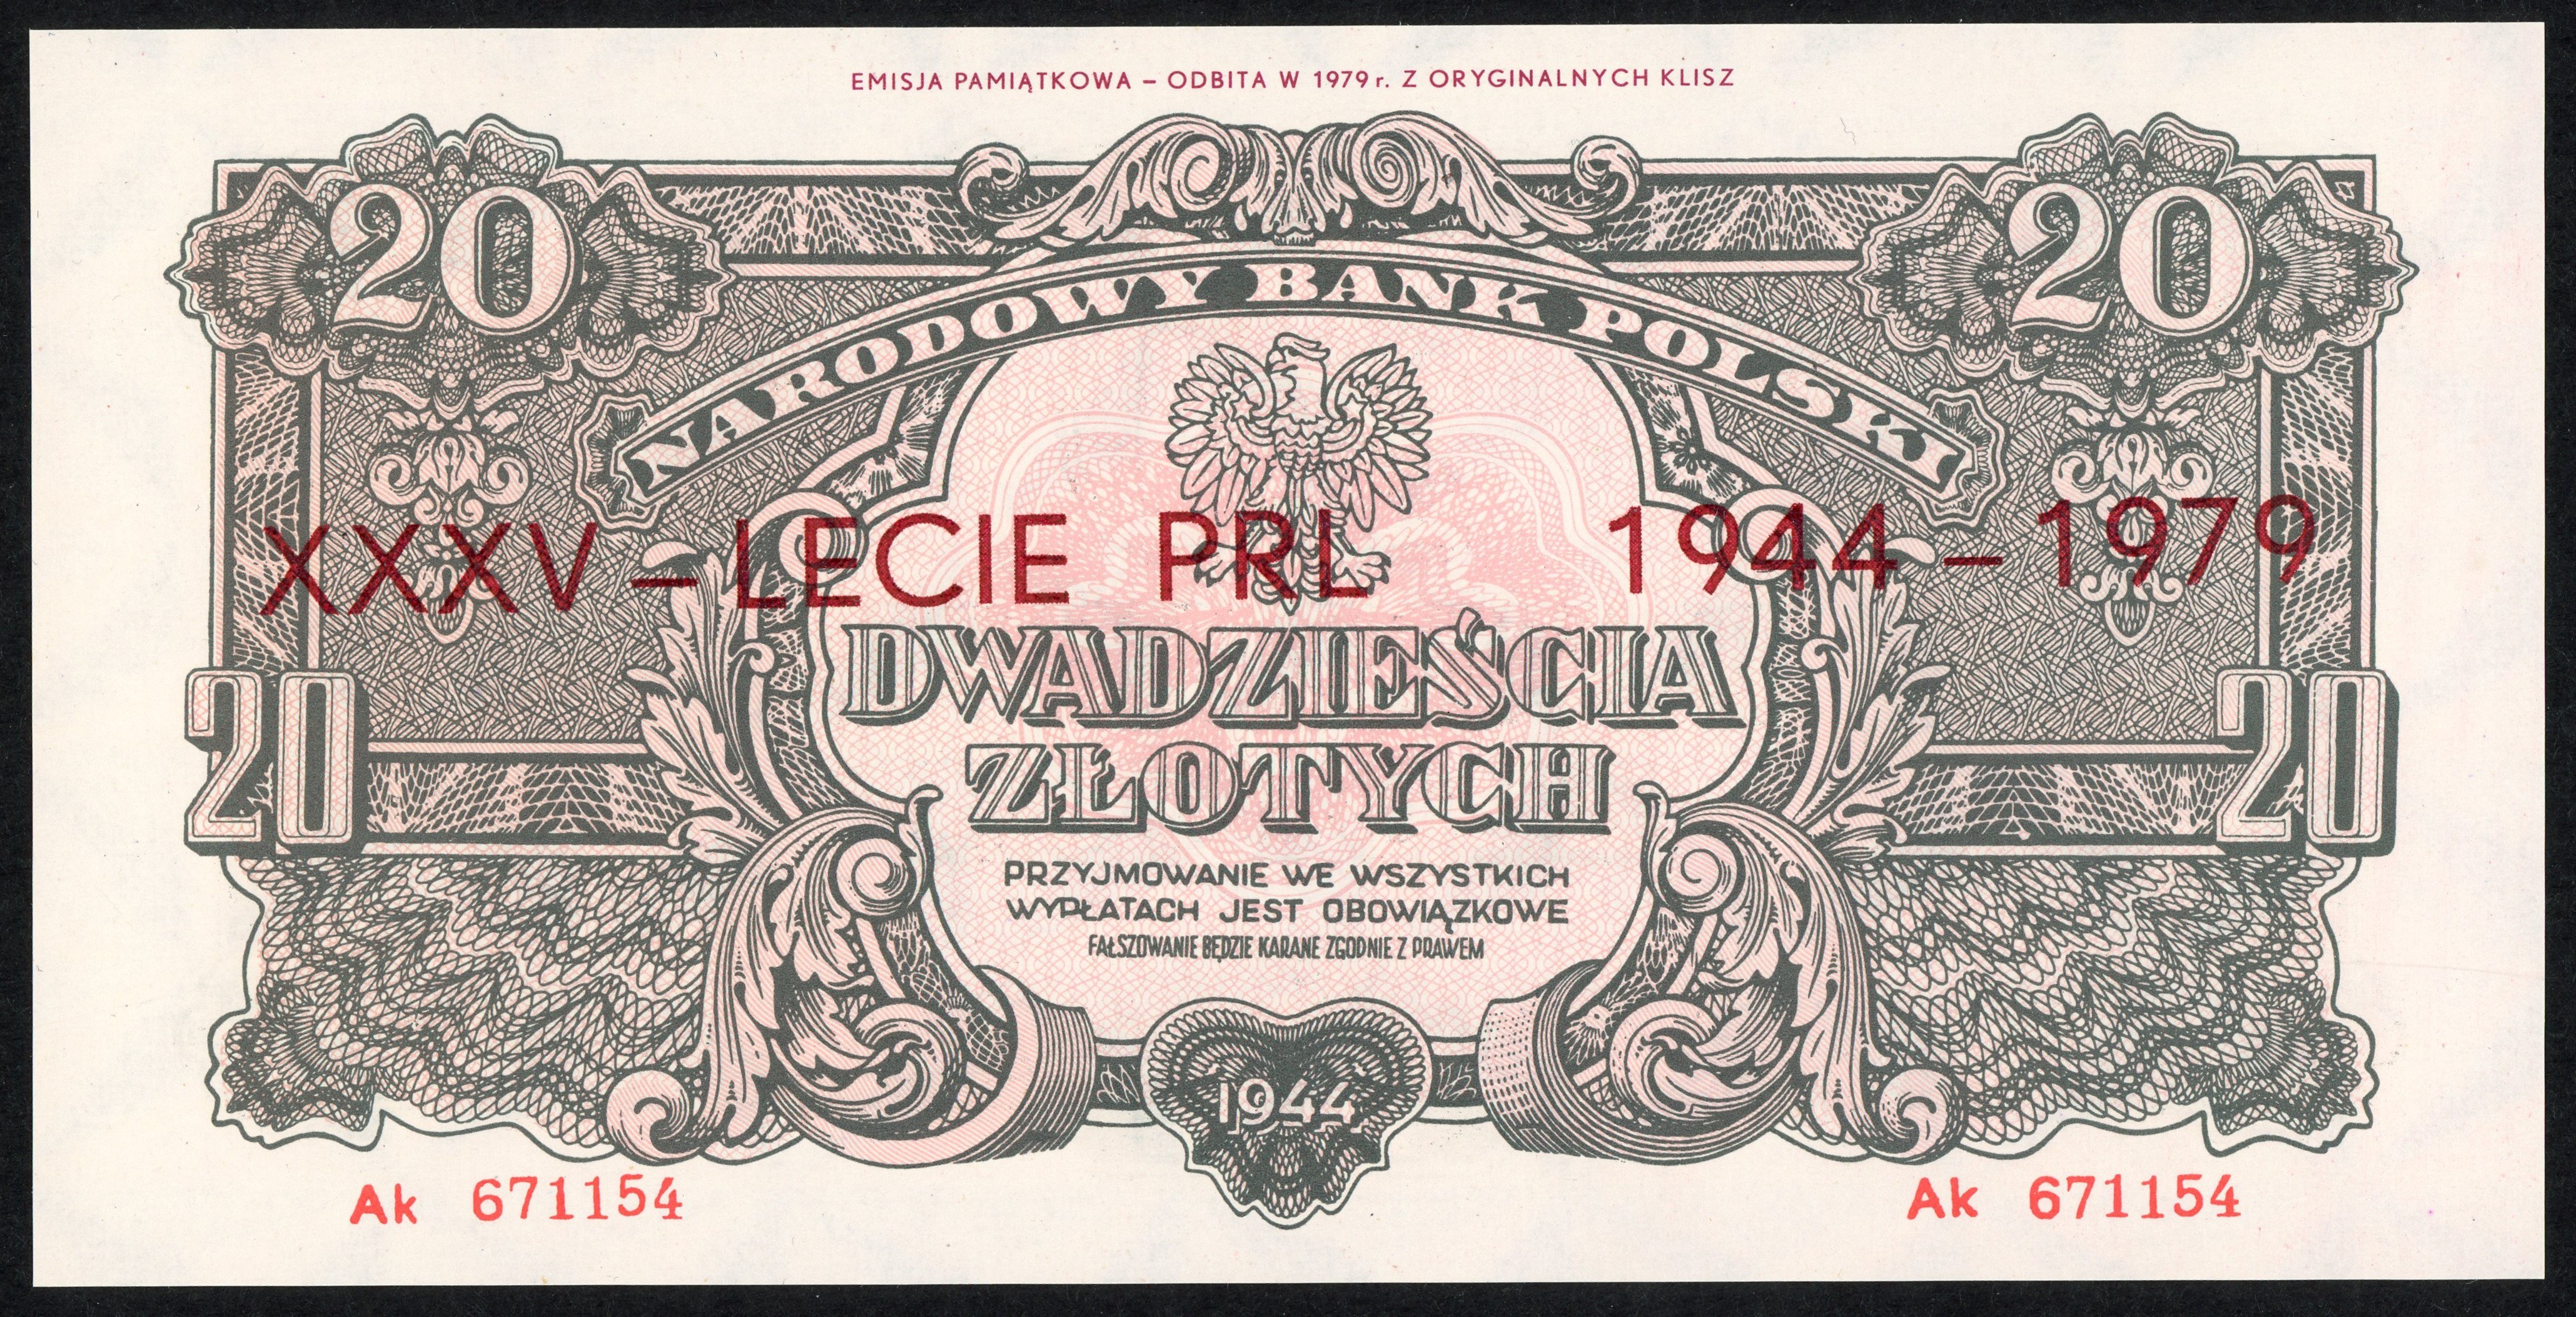 EMISJA PAMIĄTKOWA – ODBITA W 1979 r. Z ORYGINALNYCH KLISZ
20 20
NARODOWY BANK POLSKI
XXXV – LECIE PRL 1944 – 1979
DWADZIEŚCIA
ZŁOTYCH
20 20
PRZYJMOWANIE WE WSZYSTKICH
WYPŁATACH JEST OBOWIĄZKOWE
FAŁSZOWANIE BĘDZIE KARANE ZGODNIE Z PRAWEM
1944
Ak 671154 Ak 671154